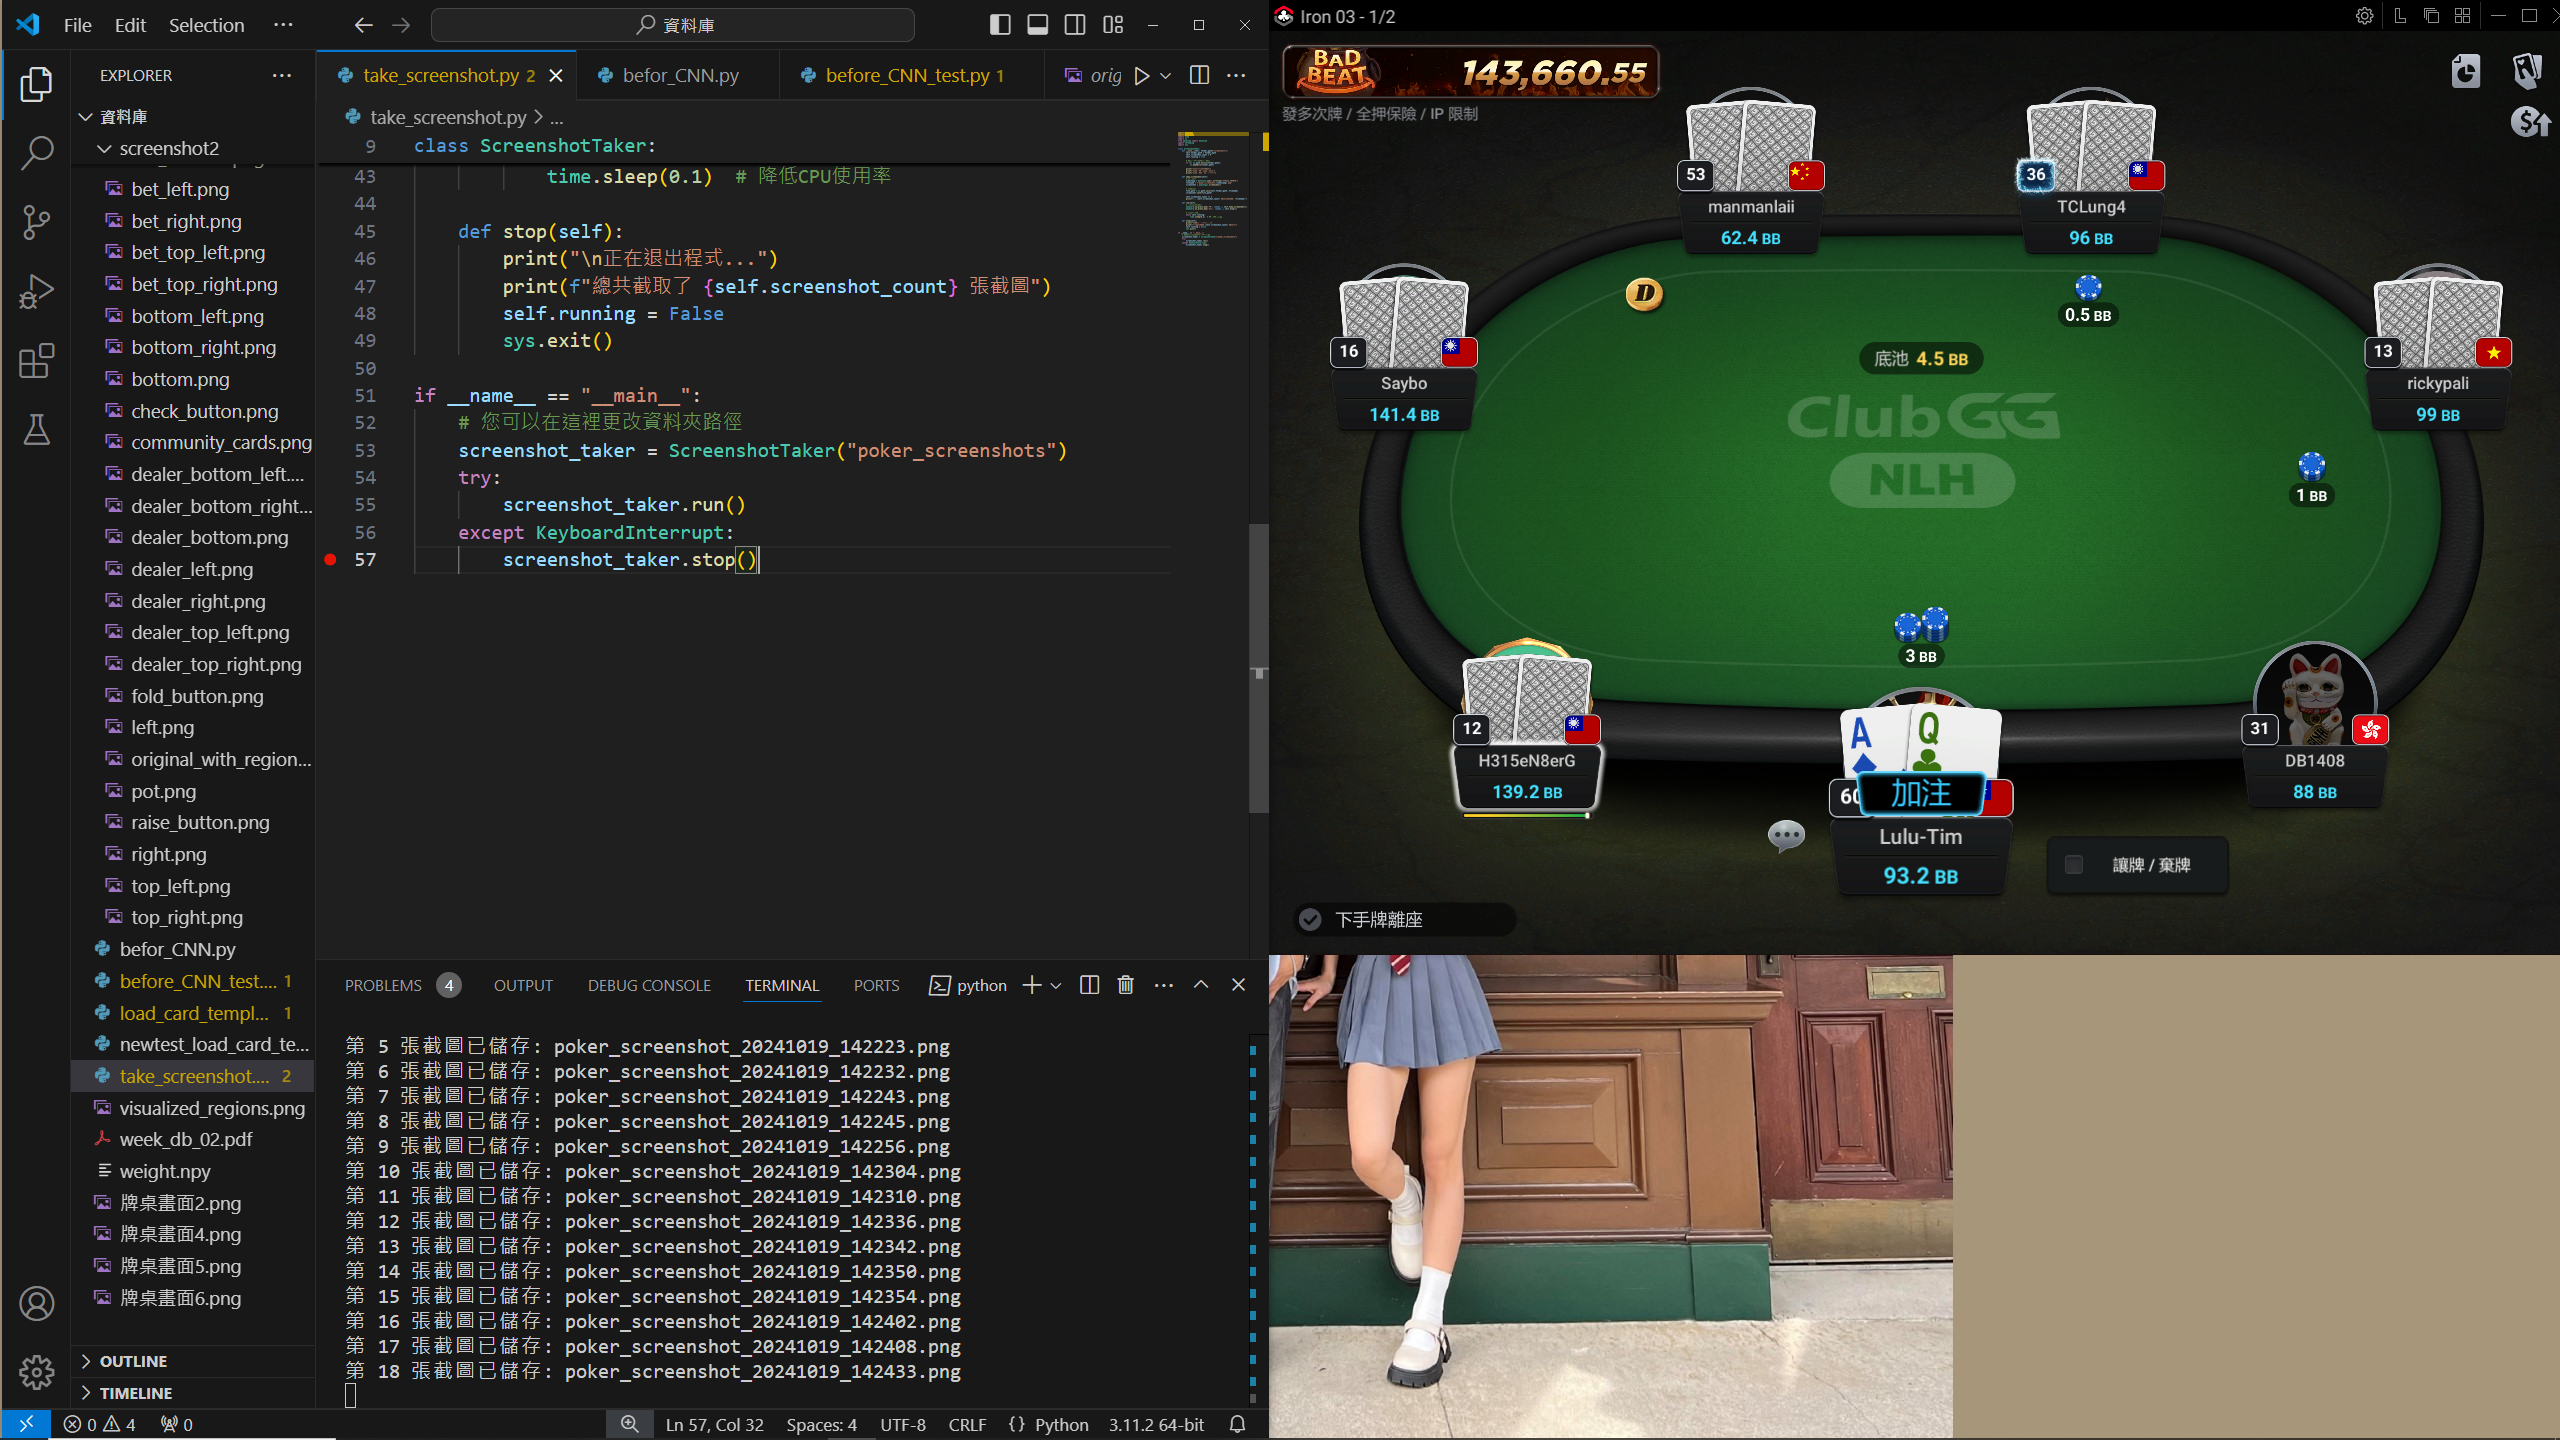 File Edit Selection ···
資料庫
EXPLORER
資料庫
screenshot2
bet_left.png
bet_right.png
bet_top_left.png
bet_top_right.png
bottom_left.png
bottom_right.png
bottom.png
check_button.png
community_cards.png
dealer_bottom_left....
dealer_bottom_right...
dealer_bottom.png
dealer_left.png
dealer_right.png
dealer_top_left.png
dealer_top_right.png
fold_button.png
left.png
original_with_region...
pot.png
raise_button.png
right.png
top_left.png
top_right.png
befor_CNN.py
before_CNN_test.... 1
load_card_templ... 1
newtest_load_card_te...
take_screenshot.... 2
visualized_regions.png
week_db_02.pdf
weight.npy
牌桌畫面2.png
牌桌畫面4.png
牌桌畫面5.png
牌桌畫面6.png
OUTLINE
TIMELINE
take_screenshot.py 2
befor_CNN.py
before_CNN_test.py 1
orig
take_screenshot.py > ...
9 class ScreenshotTaker:
43 time.sleep(0.1) # 降低CPU使用率
44
45 def stop(self):
46 print("\n正在退出程式...")
47 print(f"總共截取了 {self.screenshot_count} 張截圖")
48 self.running = False
49 sys.exit()
50
51 if __name__ == "__main__":
52 # 您可以在這裡更改資料夾路徑
53 screenshot_taker = ScreenshotTaker("poker_screenshots")
54 try:
55 screenshot_taker.run()
56 except KeyboardInterrupt:
57 screenshot_taker.stop()
PROBLEMS 4 OUTPUT DEBUG CONSOLE TERMINAL PORTS python
第 5 張截圖已儲存: poker_screenshot_20241019_142223.png
第 6 張截圖已儲存: poker_screenshot_20241019_142232.png
第 7 張截圖已儲存: poker_screenshot_20241019_142243.png
第 8 張截圖已儲存: poker_screenshot_20241019_142245.png
第 9 張截圖已儲存: poker_screenshot_20241019_142256.png
第 10 張截圖已儲存: poker_screenshot_20241019_142304.png
第 11 張截圖已儲存: poker_screenshot_20241019_142310.png
第 12 張截圖已儲存: poker_screenshot_20241019_142336.png
第 13 張截圖已儲存: poker_screenshot_20241019_142342.png
第 14 張截圖已儲存: poker_screenshot_20241019_142350.png
第 15 張截圖已儲存: poker_screenshot_20241019_142354.png
第 16 張截圖已儲存: poker_screenshot_20241019_142402.png
第 17 張截圖已儲存: poker_screenshot_20241019_142408.png
第 18 張截圖已儲存: poker_screenshot_20241019_142433.png
0 4 0
Ln 57, Col 32 Spaces: 4 UTF-8 CRLF {} Python 3.11.2 64-bit
Iron 03 - 1/2
BAD BEAT 143,660.55
發多次牌 / 全押保險 / IP 限制
53
manmanlaii
62.4 BB
36
TCLung4
96 BB
0.5 BB
D
16
Saybo
141.4 BB
13
rickypali
99 BB
底池 4.5 BB
ClubGG
NLH
1 BB
3 BB
12
H315eN8erG
139.2 BB
A Q
加注
60
Lulu-Tim
93.2 BB
31
DB1408
88 BB
讓牌 / 棄牌
下手牌離座